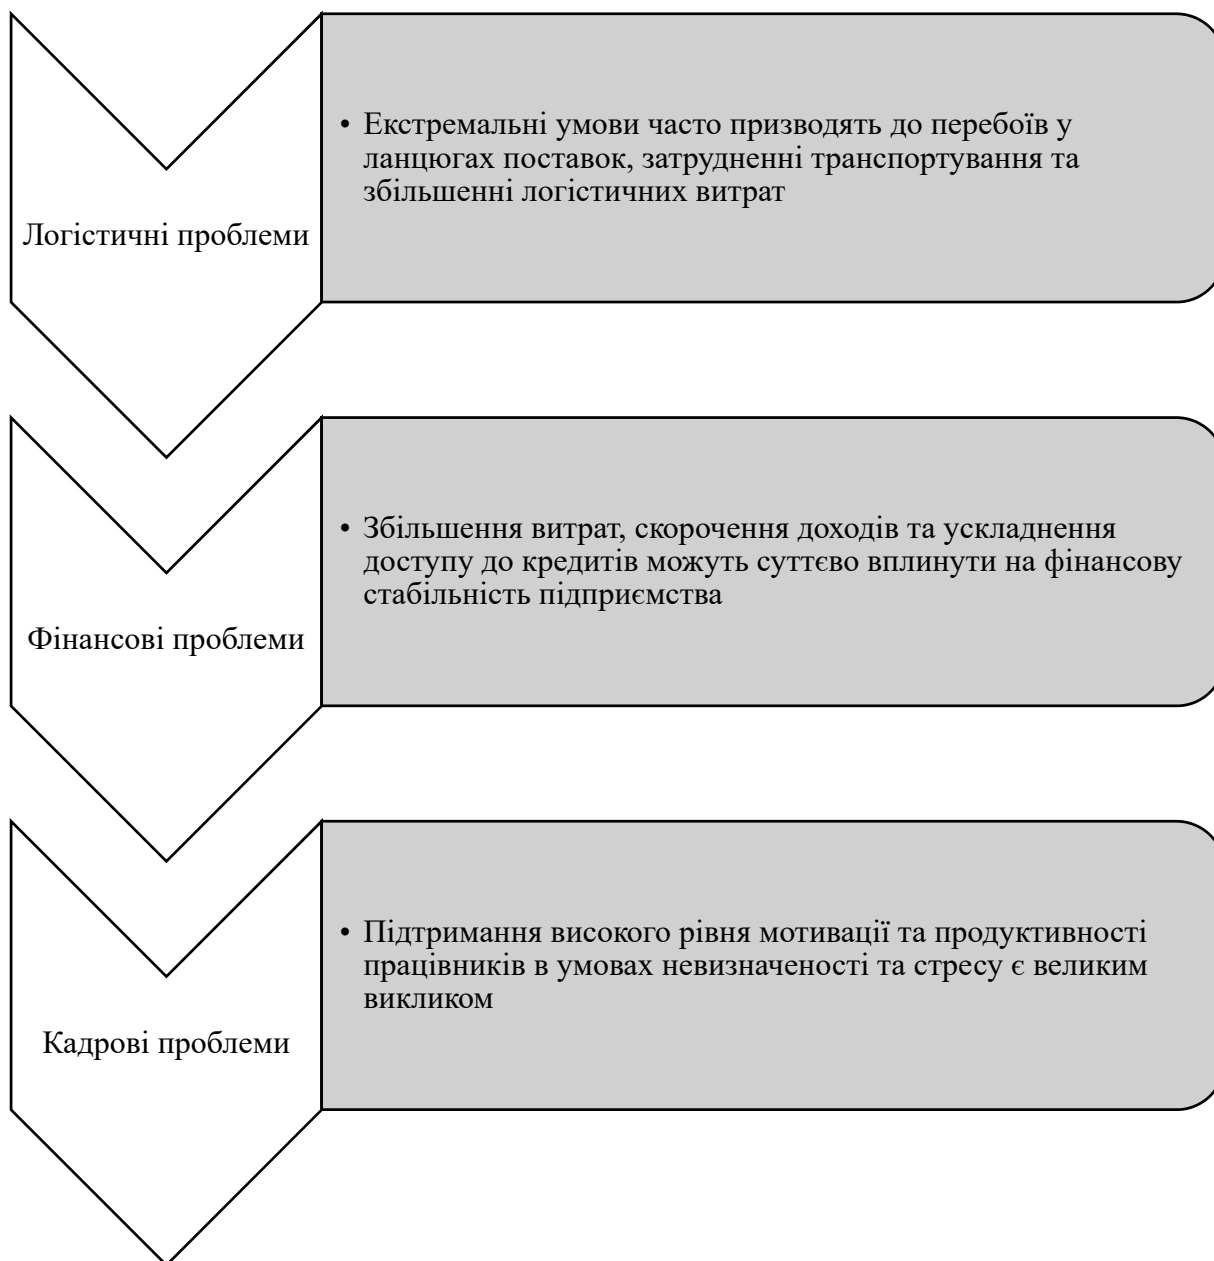 Логістичні проблеми
• Екстремальні умови часто призводять до перебоїв у
ланцюгах поставок, затрудненні транспортування та
збільшенні логістичних витрат
Фінансові проблеми
• Збільшення витрат, скорочення доходів та ускладнення
доступу до кредитів можуть суттєво вплинути на фінансову
стабільність підприємства
Кадрові проблеми
• Підтримання високого рівня мотивації та продуктивності
працівників в умовах невизначеності та стресу є великим
викликом